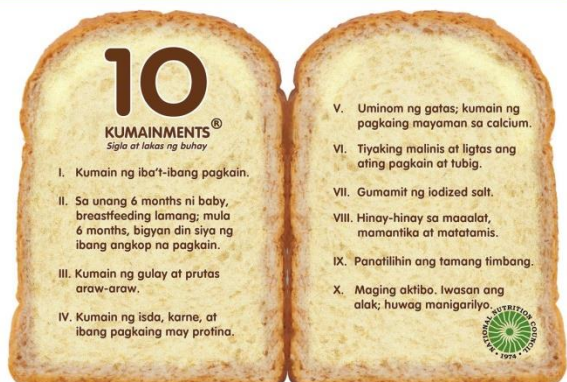 10
KUMAINMENTS®
Sigla at lakas ng buhay
I. Kumain ng iba't-ibang pagkain.
II. Sa unang 6 months ni baby,
breastfeeding lamang; mula
6 months, bigyan din siya ng
ibang angkop na pagkain.
III. Kumain ng gulay at prutas
araw-araw.
IV. Kumain ng isda, karne, at
ibang pagkaing may protina.
V. Uminom ng gatas; kumain ng
pagkaing mayaman sa calcium.
VI. Tiyaking malinis at ligtas ang
ating pagkain at tubig.
VII. Gumamit ng iodized salt.
VIII. Hinay-hinay sa maaalat,
mamantika at matatamis.
IX. Panatilihin ang tamang timbang.
X. Maging aktibo. Iwasan ang
alak; huwag manigarilyo.
NATIONAL NUTRITION COUNCIL
• 1974 •